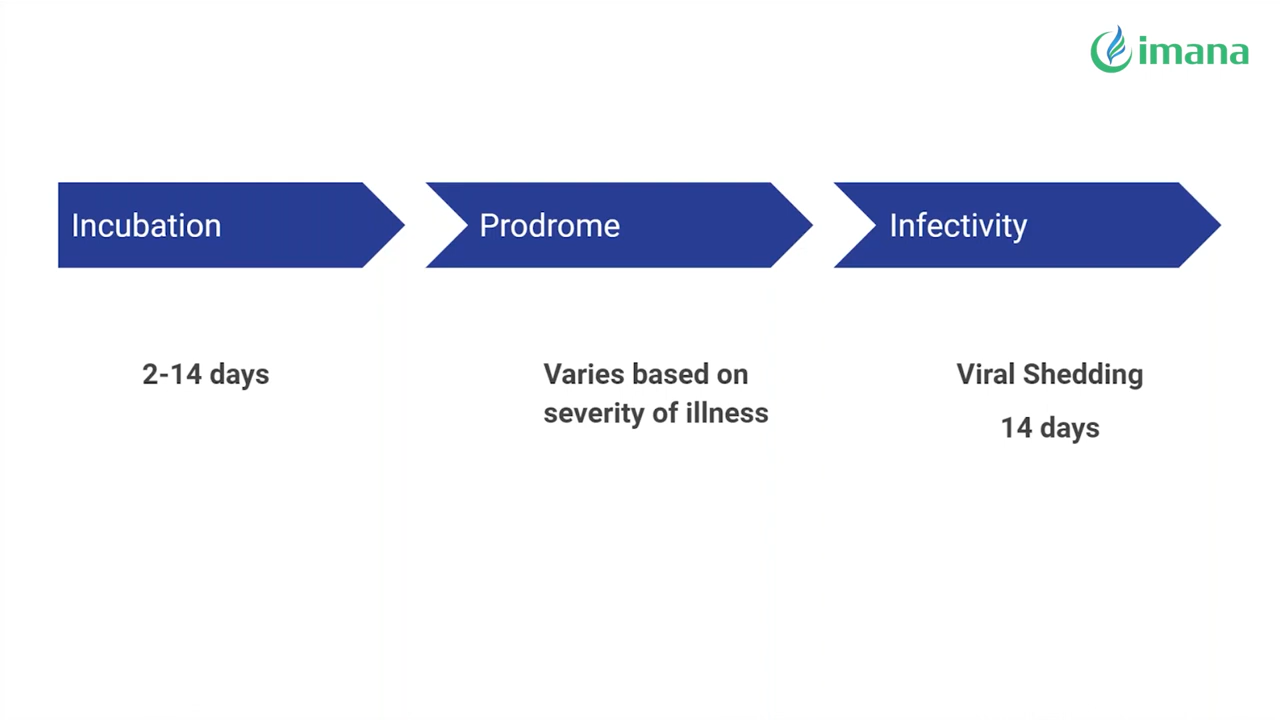 imana
Incubation
Prodrome
Infectivity
2-14 days
Varies based on
severity of illness
Viral Shedding
14 days